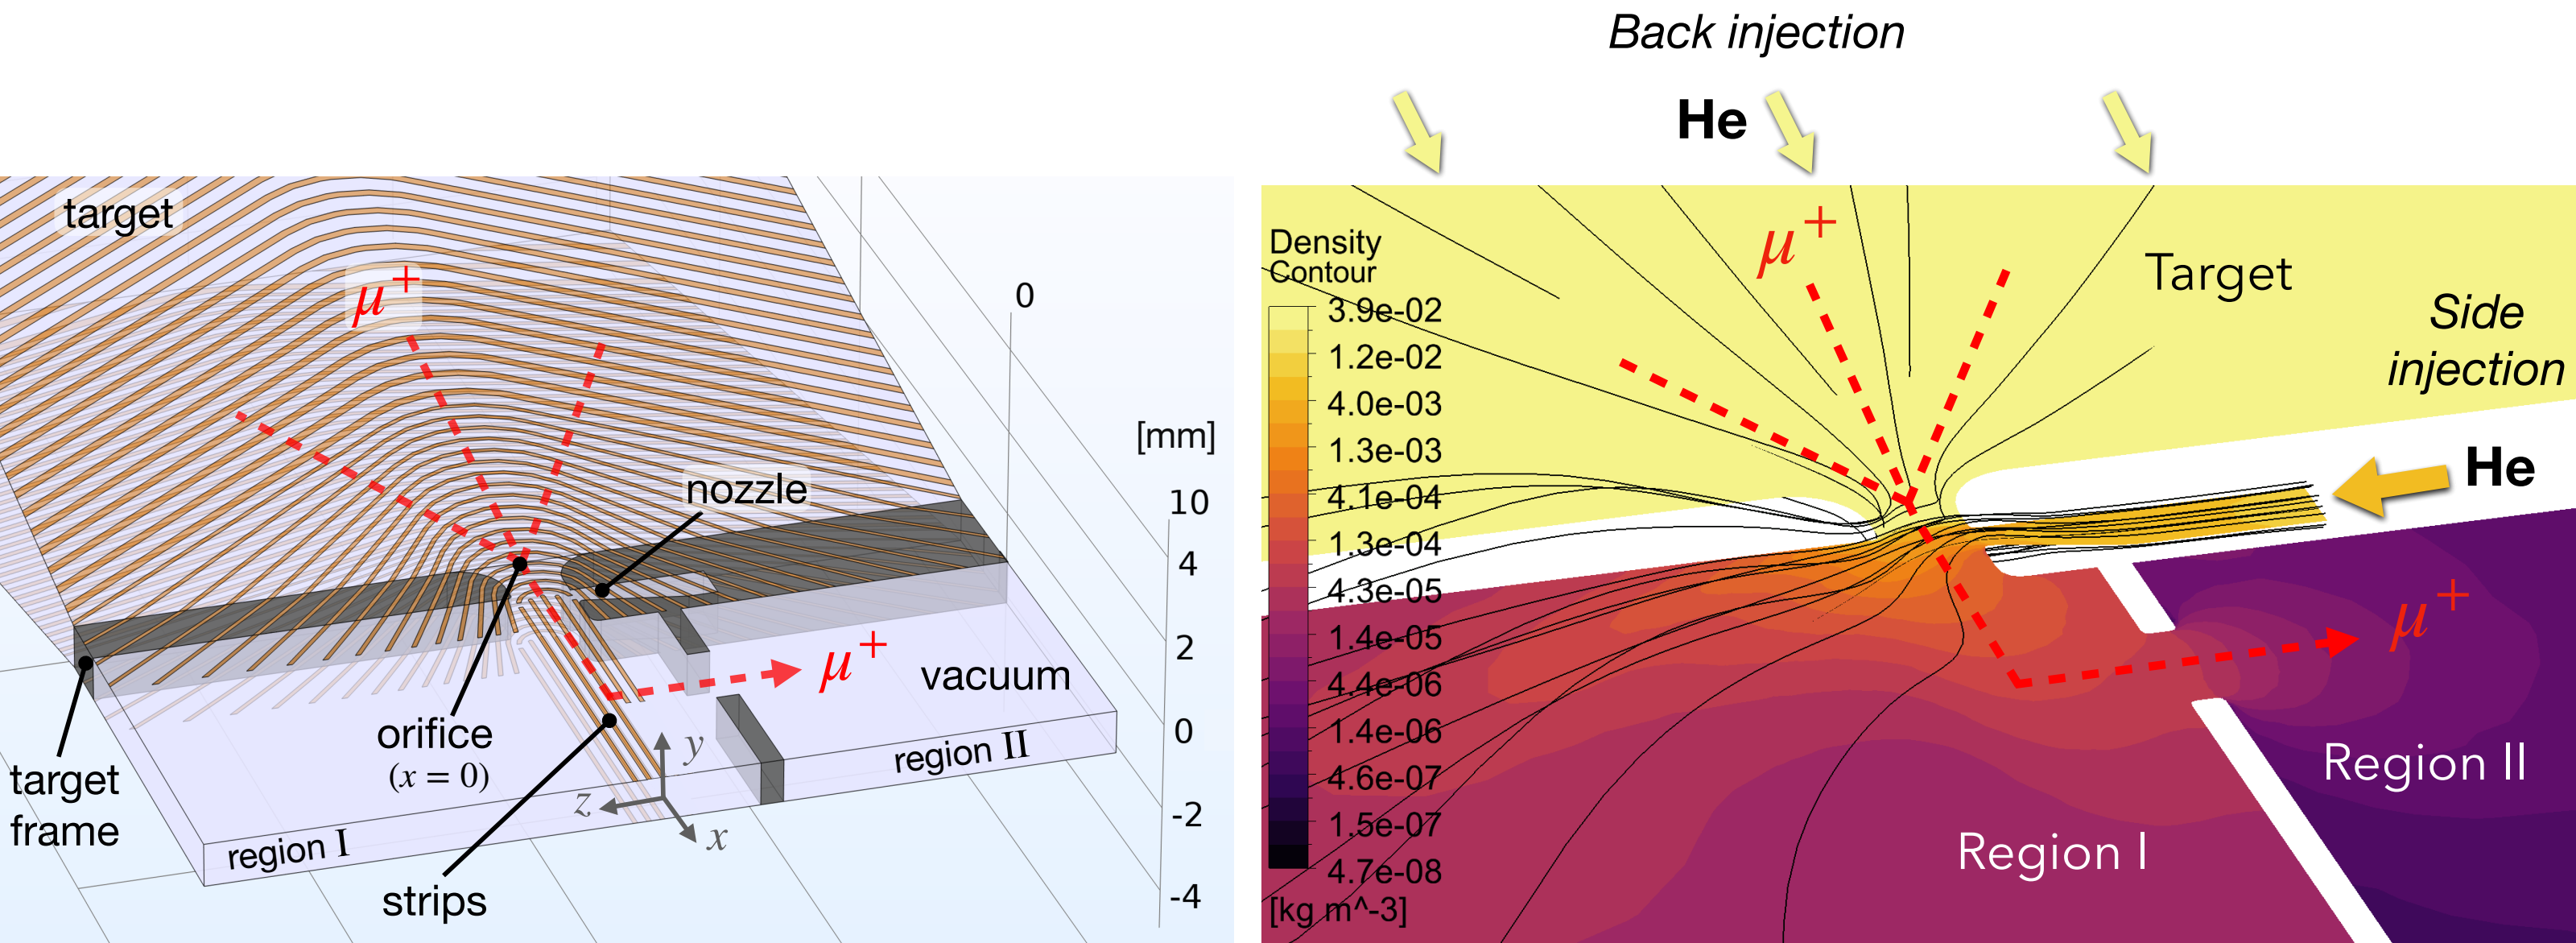 target
μ+
0
[mm]
nozzle
10
4
2
μ+
vacuum
orifice
(x = 0)
target
frame
y
z
x
region II
0
-2
region I
strips
-4
Back injection
He
μ+
Target
Density
Contour
3.9e-02
1.2e-02
4.0e-03
1.3e-03
4.1e-04
1.3e-04
4.3e-05
1.4e-05
4.4e-06
1.4e-06
4.6e-07
1.5e-07
4.7e-08
[kg m^-3]
Side
injection
He
μ+
Region II
Region I